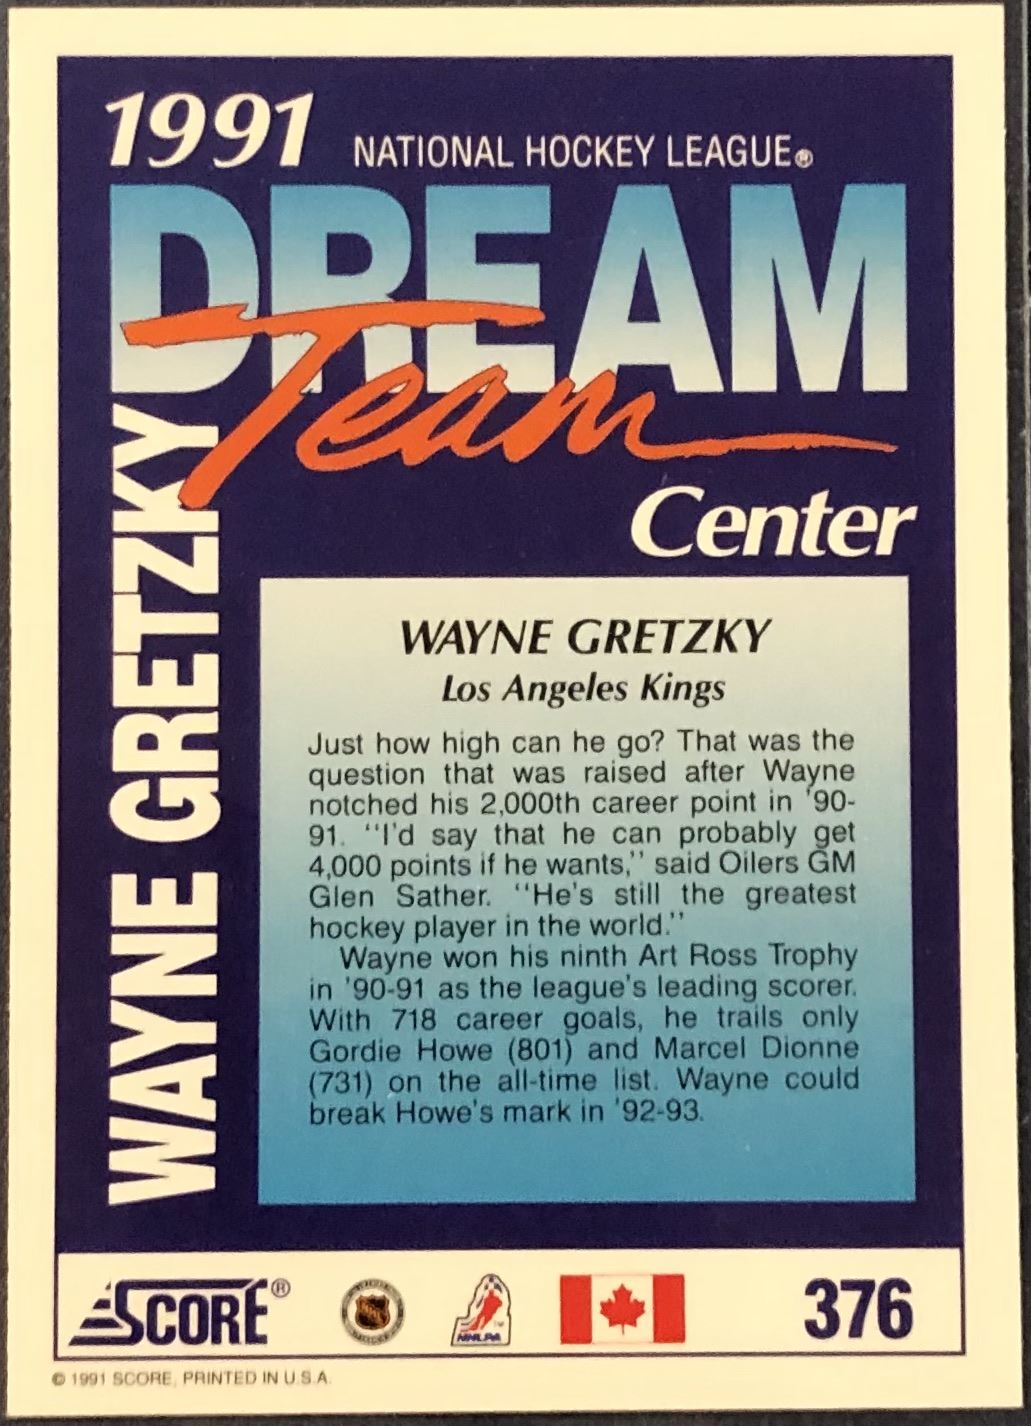 1991
NATIONAL HOCKEY LEAGUE®
DREAM
Team
Center
WAYNE GRETZKY
WAYNE GRETZKY
Los Angeles Kings
Just how high can he go? That was the
question that was raised after Wayne
notched his 2,000th career point in '90-
91. "I'd say that he can probably get
4,000 points if he wants," said Oilers GM
Glen Sather. "He's still the greatest
hockey player in the world."
Wayne won his ninth Art Ross Trophy
in '90-91 as the league's leading scorer.
With 718 career goals, he trails only
Gordie Howe (801) and Marcel Dionne
(731) on the all-time list. Wayne could
break Howe's mark in '92-93.
SCORE®
NHL
NHLPA
TM
376
© 1991 SCORE, PRINTED IN U.S.A.